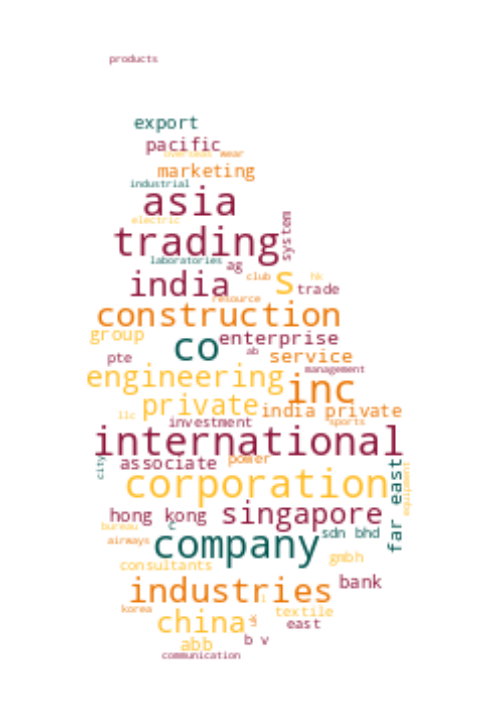 products
export
pacific
overseas wear
marketing
industrial
asia
electric
system
trading
laboratories
ag
india
club
s
hk
trade
resource
construction
group
co
enterprise
pte
ab
service
management
engineering
inc
private
india private
llc
investment
sports
international
city
associate
power
corporation
far east
equipment
hong kong
singapore
bureau
c
company
sdn bhd
airways
gmbh
consultants
industries
bank
korea
textile
china
east
abb
b v
communication